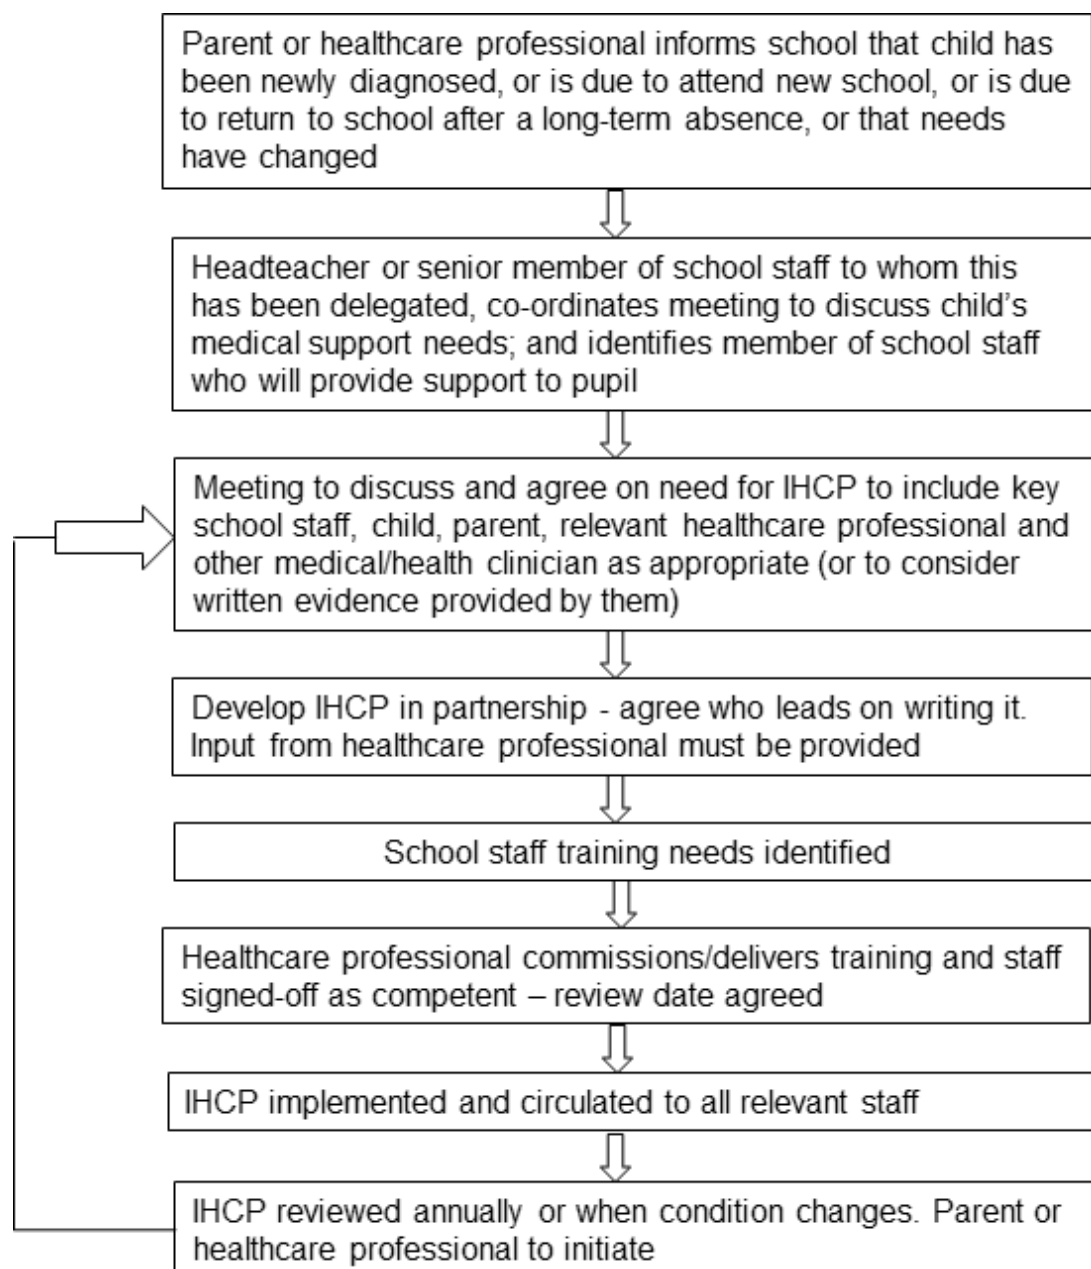 Parent or healthcare professional informs school that child has
been newly diagnosed, or is due to attend new school, or is due
to return to school after a long-term absence, or that needs
have changed
Headteacher or senior member of school staff to whom this
has been delegated, co-ordinates meeting to discuss child's
medical support needs; and identifies member of school staff
who will provide support to pupil
Meeting to discuss and agree on need for IHCP to include key
school staff, child, parent, relevant healthcare professional and
other medical/health clinician as appropriate (or to consider
written evidence provided by them)
Develop IHCP in partnership - agree who leads on writing it.
Input from healthcare professional must be provided
School staff training needs identified
Healthcare professional commissions/delivers training and staff
signed-off as competent – review date agreed
IHCP implemented and circulated to all relevant staff
IHCP reviewed annually or when condition changes. Parent or
healthcare professional to initiate